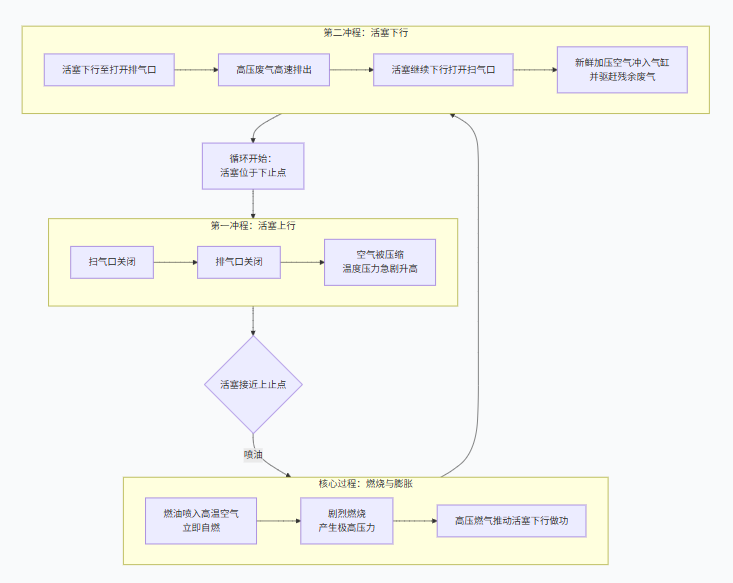 第二冲程：活塞下行
活塞下行至打开排气口
高压废气高速排出
活塞继续下行打开扫气口
新鲜加压空气冲入气缸
并驱赶残余废气
循环开始：
活塞位于下止点
第一冲程：活塞上行
扫气口关闭
排气口关闭
空气被压缩
温度压力急剧升高
活塞接近上止点
喷油
核心过程：燃烧与膨胀
燃油喷入高温空气
立即自燃
剧烈燃烧
产生极高压力
高压燃气推动活塞下行做功